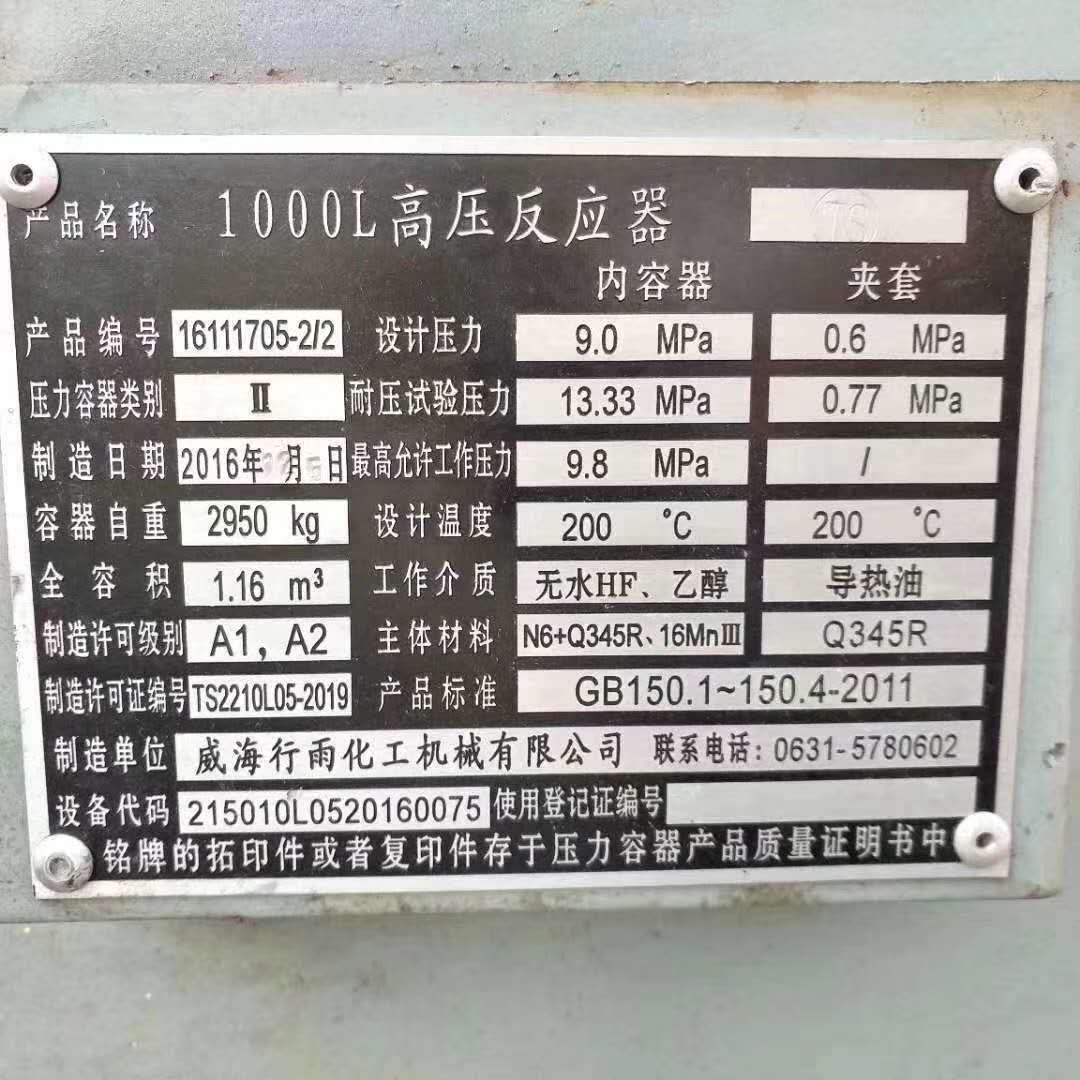 产品名称 1000L高压反应器 TS
内容器 夹套
产品编号 16111705-2/2 设计压力 9.0 MPa 0.6 MPa
压力容器类别 Ⅱ 耐压试验压力 13.33 MPa 0.77 MPa
制造日期 2016年 月 日 最高允许工作压力 9.8 MPa /
容器自重 2950 kg 设计温度 200 ℃ 200 ℃
全容积 1.16 m³ 工作介质 无水HF、乙醇 导热油
制造许可级别 A1, A2 主体材料 N6+Q345R、16MnⅢ Q345R
制造许可证编号 TS2210L05-2019 产品标准 GB150.1~150.4-2011
制造单位 威海行雨化工机械有限公司 联系电话: 0631-5780602
设备代码 215010L0520160075 使用登记证编号
铭牌的拓印件或者复印件存于压力容器产品质量证明书中